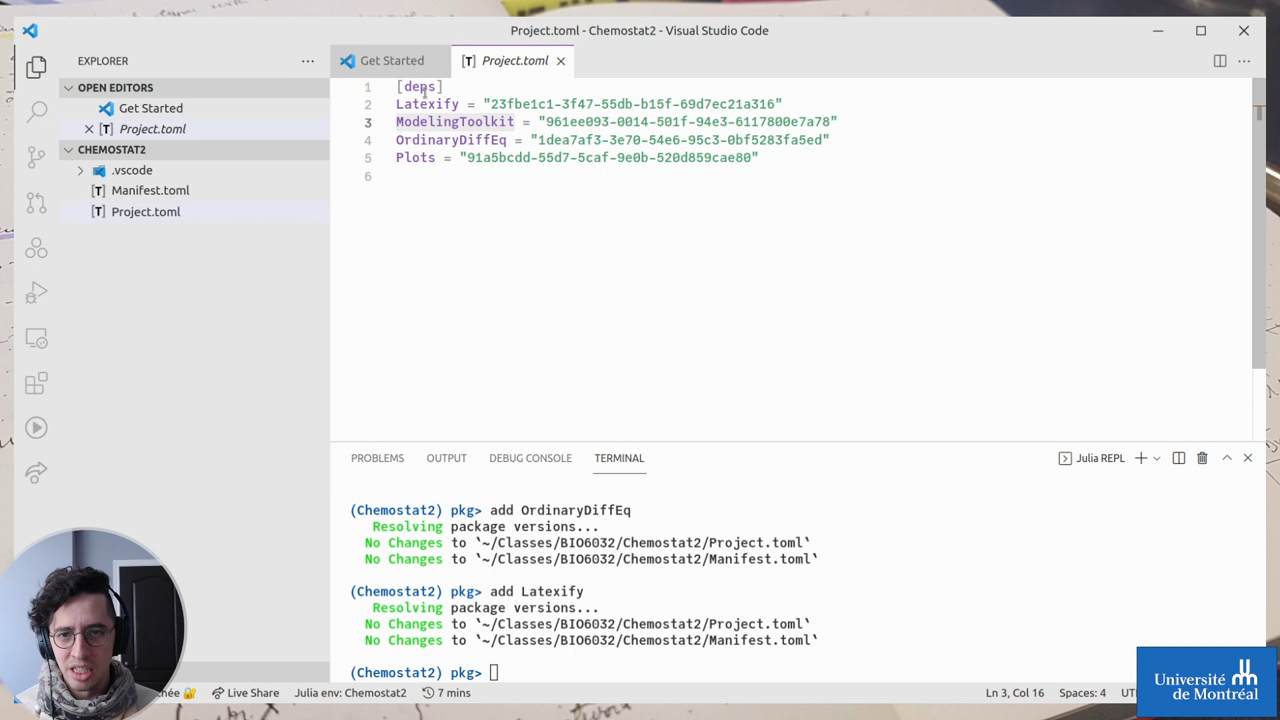 Project.toml - Chemostat2 - Visual Studio Code
EXPLORER
Get Started
Project.toml
OPEN EDITORS
Get Started
Project.toml
CHEMOSTAT2
.vscode
Manifest.toml
Project.toml
1 [deps]
2 Latexify = "23fbe1c1-3f47-55db-b15f-69d7ec21a316"
3 ModelingToolkit = "961ee093-0014-501f-94e3-6117800e7a78"
4 OrdinaryDiffEq = "1dea7af3-3e70-54e6-95c3-0bf5283fa5ed"
5 Plots = "91a5bcdd-55d7-5caf-9e0b-520d859cae80"
6
PROBLEMS OUTPUT DEBUG CONSOLE TERMINAL
Julia REPL
(Chemostat2) pkg> add OrdinaryDiffEq
Resolving package versions...
No Changes to `~/Classes/BIO6032/Chemostat2/Project.toml`
No Changes to `~/Classes/BIO6032/Chemostat2/Manifest.toml`
(Chemostat2) pkg> add Latexify
Resolving package versions...
No Changes to `~/Classes/BIO6032/Chemostat2/Project.toml`
No Changes to `~/Classes/BIO6032/Chemostat2/Manifest.toml`
(Chemostat2) pkg>
Live Share Julia env: Chemostat2 7 mins Ln 3, Col 16 Spaces: 4
Université
de Montréal